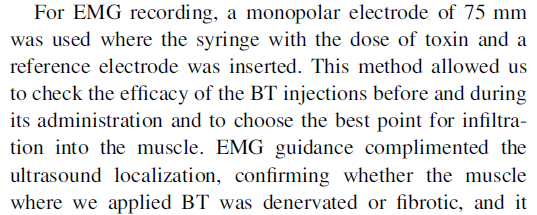 For EMG recording, a monopolar electrode of 75 mm
was used where the syringe with the dose of toxin and a
reference electrode was inserted. This method allowed us
to check the efficacy of the BT injections before and during
its administration and to choose the best point for infiltra-
tion into the muscle. EMG guidance complimented the
ultrasound localization, confirming whether the muscle
where we applied BT was denervated or fibrotic, and it